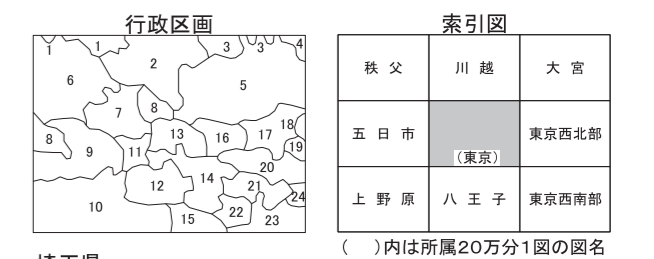 行政区画
1 1 2 3 3 4
6 5
7 8
13 16 17 18
8 9 11 19
20
12 14 21 24
10 15 22 23
索引図
秩父 川越 大宮
五日市 東京西北部
(東京)
上野原 八王子 東京西南部
( )内は所属20万分1図の図名